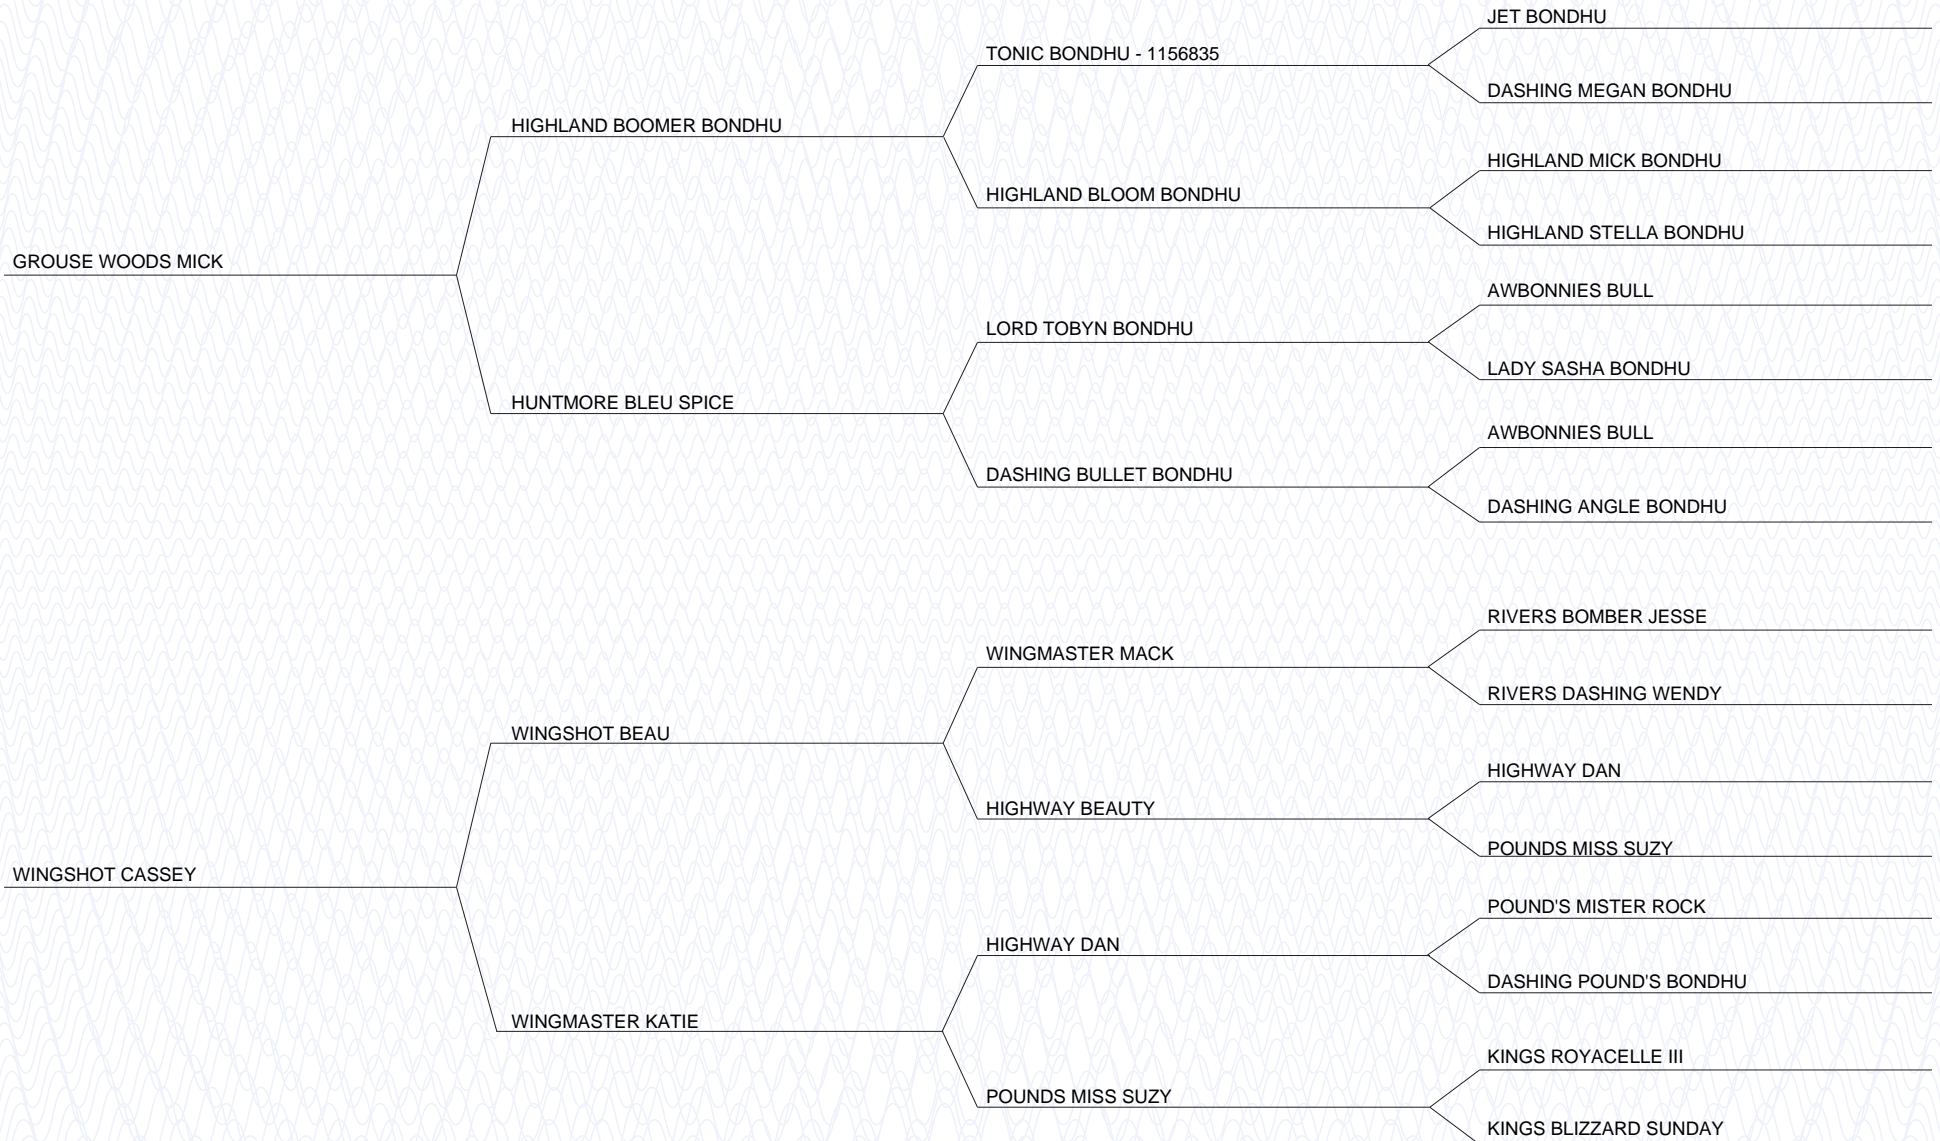 JET BONDHU
TONIC BONDHU - 1156835
DASHING MEGAN BONDHU
HIGHLAND BOOMER BONDHU
HIGHLAND MICK BONDHU
HIGHLAND BLOOM BONDHU
HIGHLAND STELLA BONDHU
GROUSE WOODS MICK
AWBONNIES BULL
LORD TOBYN BONDHU
LADY SASHA BONDHU
HUNTMORE BLEU SPICE
AWBONNIES BULL
DASHING BULLET BONDHU
DASHING ANGLE BONDHU
RIVERS BOMBER JESSE
WINGMASTER MACK
RIVERS DASHING WENDY
WINGSHOT BEAU
HIGHWAY DAN
HIGHWAY BEAUTY
POUNDS MISS SUZY
WINGSHOT CASSEY
POUND'S MISTER ROCK
HIGHWAY DAN
DASHING POUND'S BONDHU
WINGMASTER KATIE
KINGS ROYACELLE III
POUNDS MISS SUZY
KINGS BLIZZARD SUNDAY